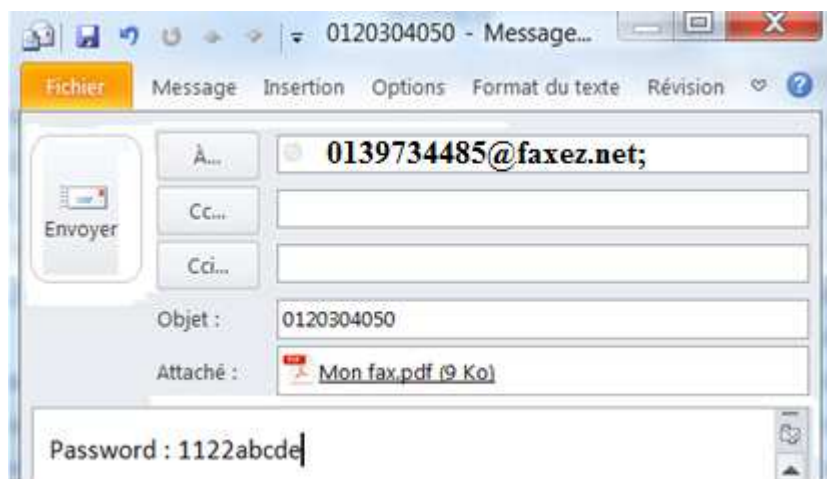 0120304050 - Message...
Fichier Message Insertion Options Format du texte Révision
À... 0139734485@faxez.net;
Cc...
Envoyer
Cci...
Objet : 0120304050
Attaché : Mon fax.pdf (9 Ko)
Password : 1122abcde